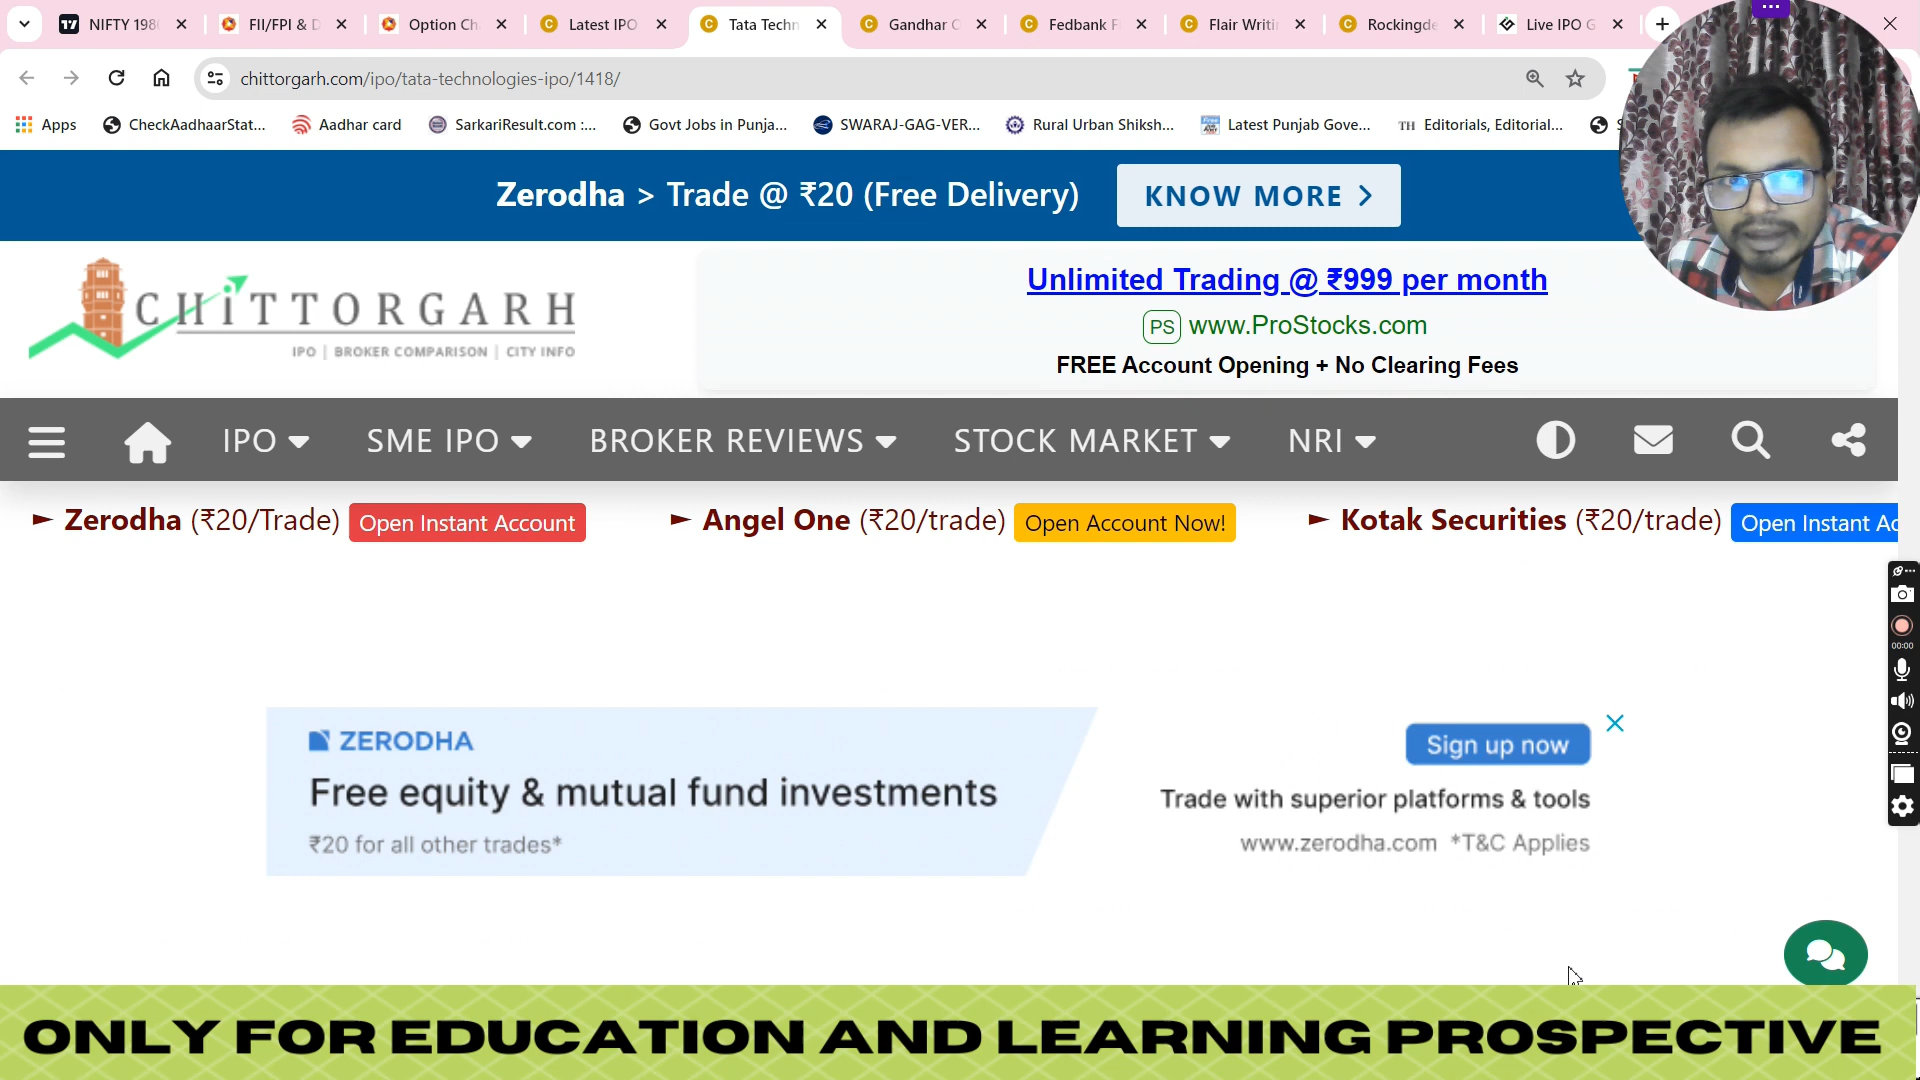 NIFTY 198
FII/FPI & D
Option Ch
Latest IPO
Tata Techn
Gandhar O
Fedbank F
Flair Writi
Rockingde
Live IPO G
chittorgarh.com/ipo/tata-technologies-ipo/1418/
Apps
CheckAadhaarStat...
Aadhar card
SarkariResult.com :...
Govt Jobs in Punja...
SWARAJ-GAG-VER...
Rural Urban Shiksh...
Latest Punjab Gove...
TH Editorials, Editorial...
Zerodha > Trade @ ₹20 (Free Delivery)
KNOW MORE >
CHiTTORGARH
IPO | BROKER COMPARISON | CITY INFO
Unlimited Trading @ ₹999 per month
PS www.ProStocks.com
FREE Account Opening + No Clearing Fees
IPO
SME IPO
BROKER REVIEWS
STOCK MARKET
NRI
► Zerodha (₹20/Trade) Open Instant Account
► Angel One (₹20/trade) Open Account Now!
► Kotak Securities (₹20/trade) Open Instant Ac
00:00
ZERODHA
Free equity & mutual fund investments
₹20 for all other trades*
Sign up now
Trade with superior platforms & tools
www.zerodha.com *T&C Applies
ONLY FOR EDUCATION AND LEARNING PROSPECTIVE